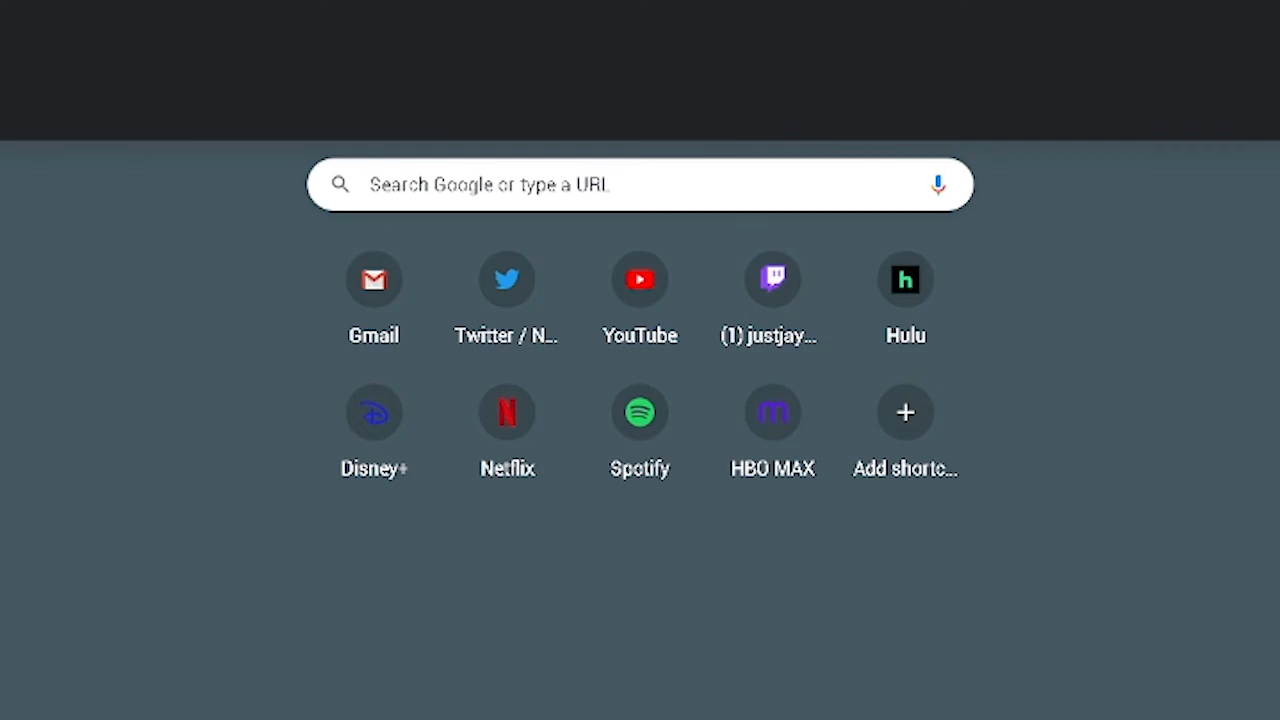 Search Google or type a URL
Gmail
Twitter / N...
YouTube
(1) justjay...
Hulu
Disney+
Netflix
Spotify
HBO MAX
Add shortc...